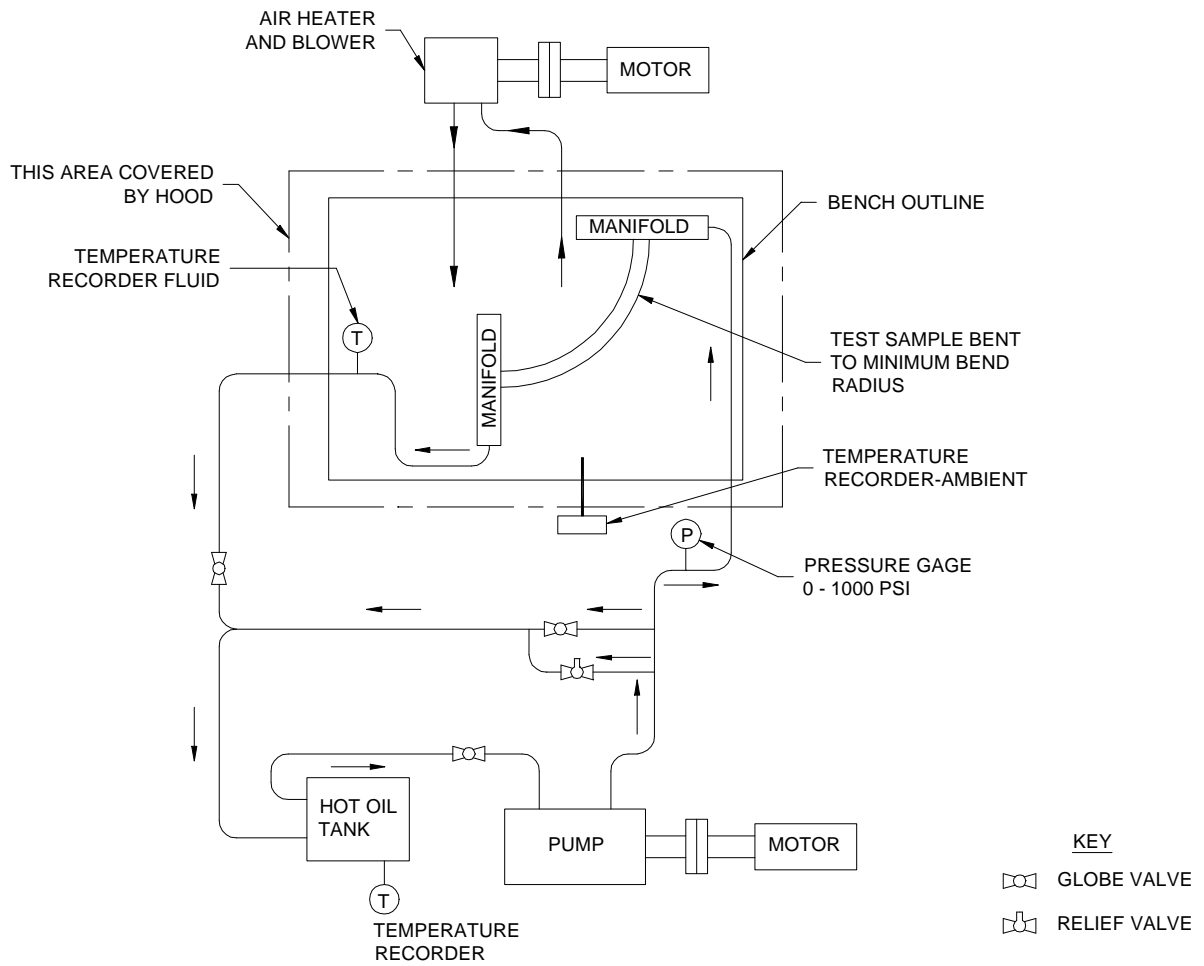 AIR HEATER
AND BLOWER
MOTOR
THIS AREA COVERED
BY HOOD
BENCH OUTLINE
MANIFOLD
TEMPERATURE
RECORDER FLUID
T
MANIFOLD
TEST SAMPLE BENT
TO MINIMUM BEND
RADIUS
TEMPERATURE
RECORDER-AMBIENT
P
PRESSURE GAGE
0 - 1000 PSI
HOT OIL
TANK
PUMP
MOTOR
T
TEMPERATURE
RECORDER
KEY
GLOBE VALVE
RELIEF VALVE